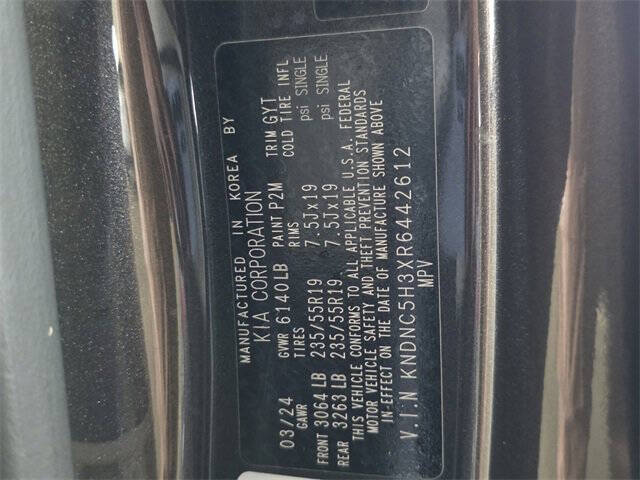 MANUFACTURED IN KOREA BY
KIA CORPORATION
03/24 GVWR 6140LB PAINT P2M TRIM GYT
GAWR TIRES RIMS COLD TIRE INFL
FRONT 3064 LB 235/55R19 7.5Jx19 psi SINGLE
REAR 3263 LB 235/55R19 7.5Jx19 psi SINGLE
THIS VEHICLE CONFORMS TO ALL APPLICABLE U.S.A. FEDERAL
MOTOR VEHICLE SAFETY AND THEFT PREVENTION STANDARDS
IN-EFFECT ON THE DATE OF MANUFACTURE SHOWN ABOVE
V.I.N KNDNC5H3XR6442612
MPV